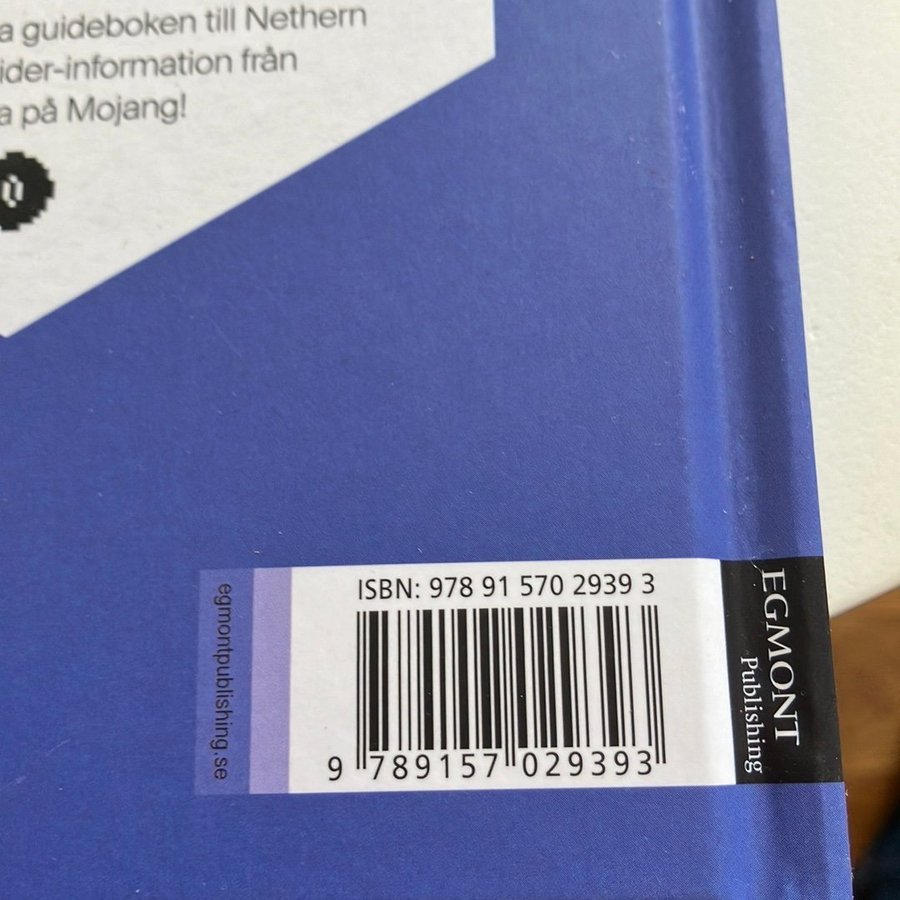 a guideboken till Nethern
ider-information från
a på Mojang!
ISBN: 978 91 570 2939 3
9 789157 029393
egmontpublishing.se
EGMONT
Publishing